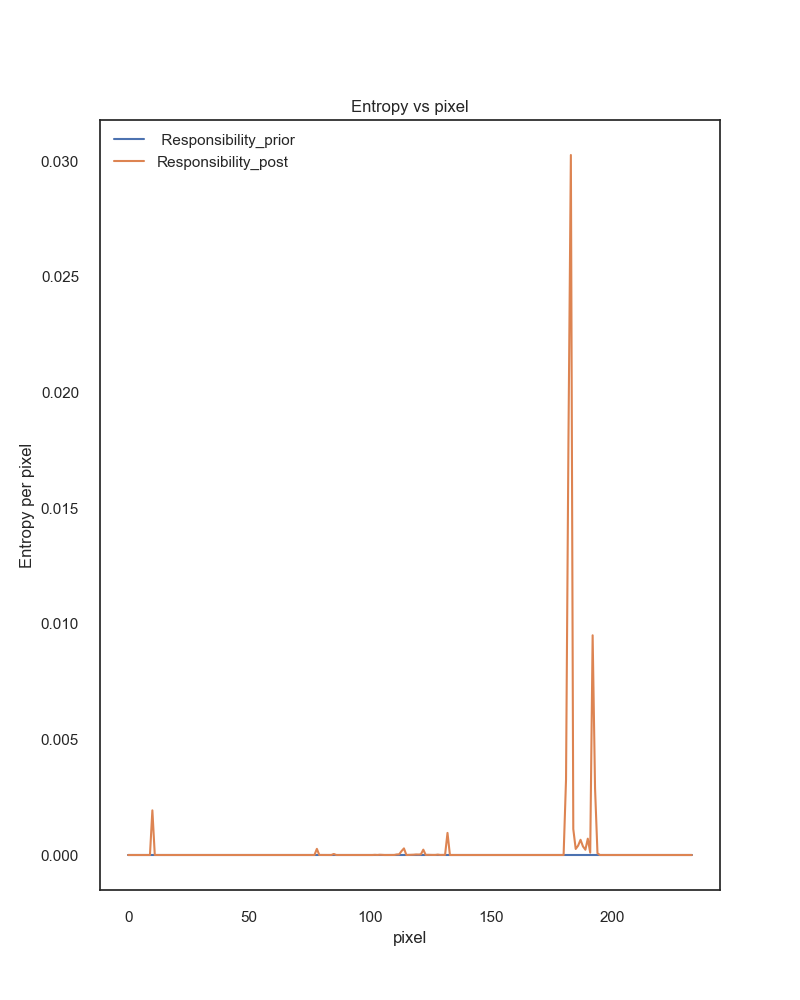 Entropy vs pixel
Responsibility_prior
Responsibility_post
0.030
0.025
0.020
0.015
0.010
0.005
0.000
Entropy per pixel
0 50 100 150 200
pixel